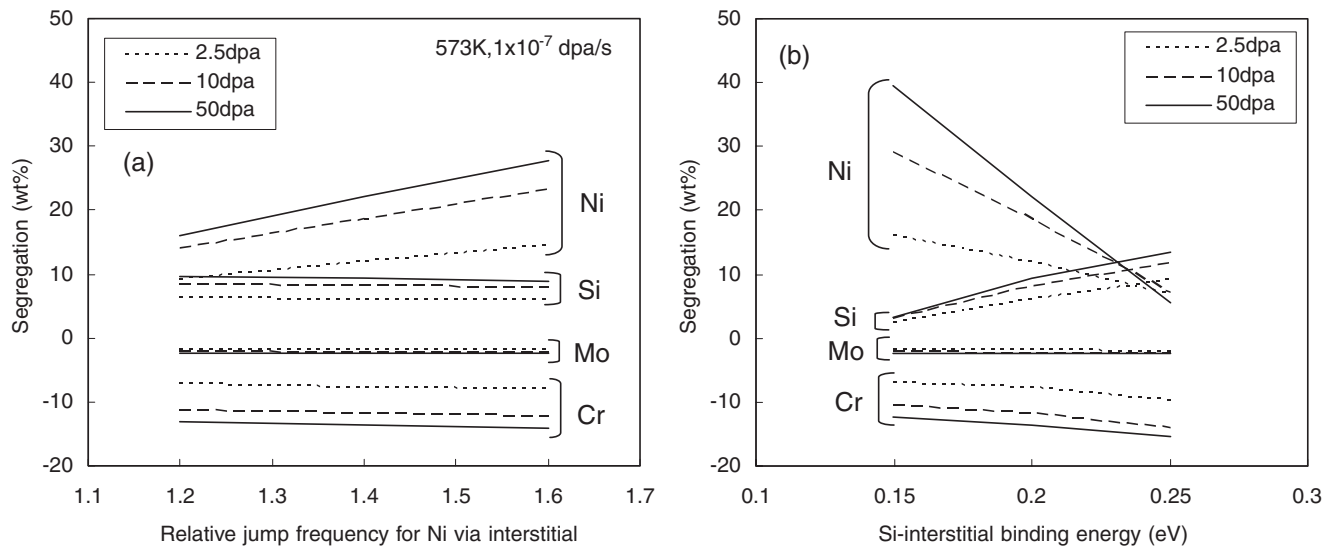 50
40
30
20
10
0
-10
-20
Segregation (wt%)
2.5dpa
10dpa
50dpa
573K,1x10⁻⁷ dpa/s
(a)
Ni
Si
Mo
Cr
1.1 1.2 1.3 1.4 1.5 1.6 1.7
Relative jump frequency for Ni via interstitial
50
40
30
20
10
0
-10
-20
Segregation (wt%)
(b)
2.5dpa
10dpa
50dpa
Ni
Si
Mo
Cr
0.1 0.15 0.2 0.25 0.3
Si-interstitial binding energy (eV)